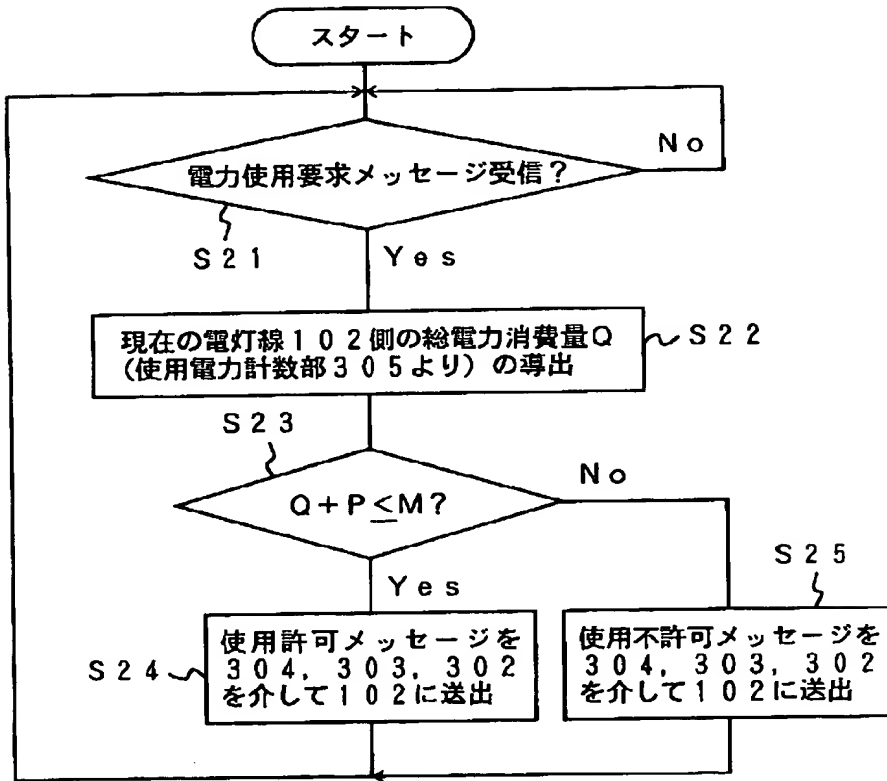 スタート
No
電力使用要求メッセージ受信?
S21
Yes
現在の電灯線102側の総電力消費量Q
(使用電力計数部305より)の導出
S22
S23
No
Q+P≦M?
S25
Yes
使用許可メッセージを
304,303,302
を介して102に送出
S24
使用不許可メッセージを
304,303,302
を介して102に送出